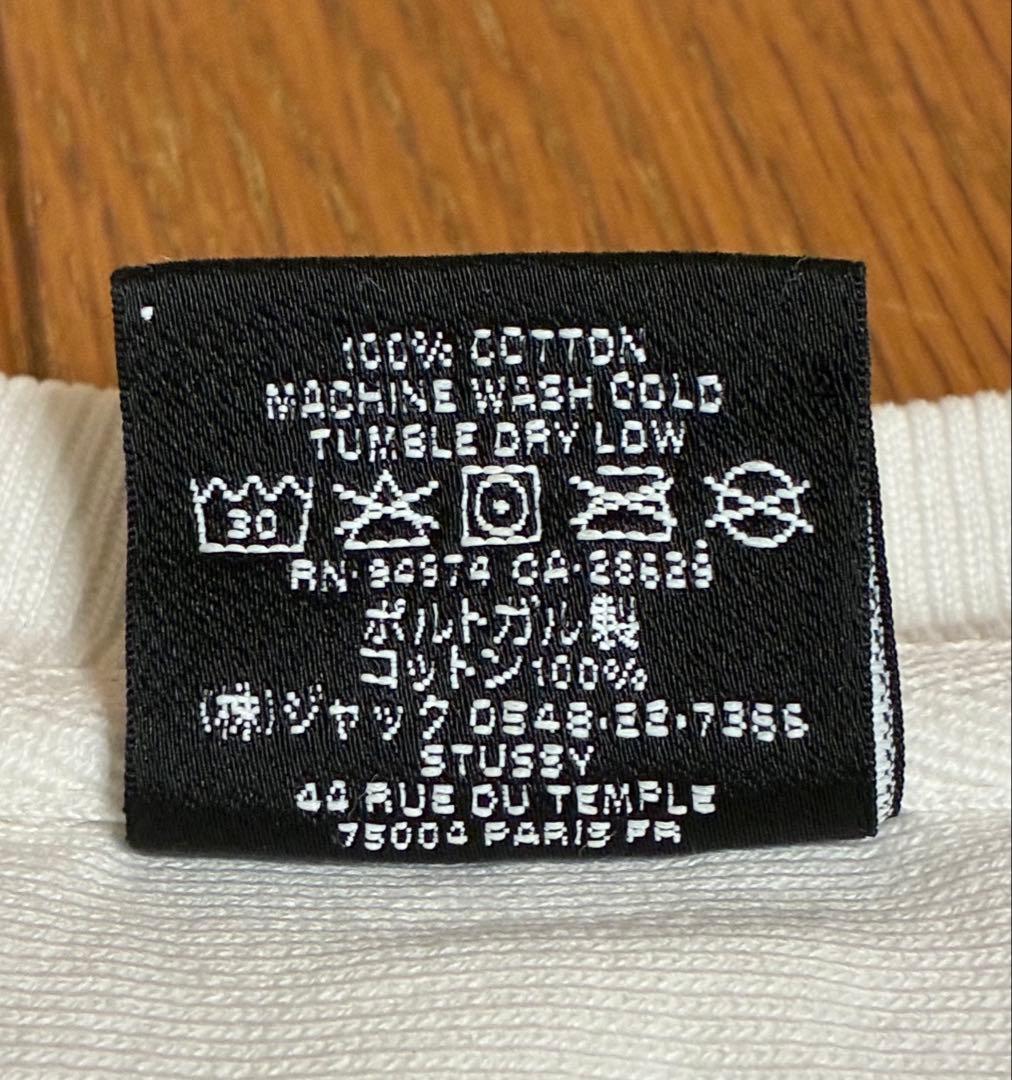 100% COTTON
MACHINE WASH COLD
TUMBLE DRY LOW
30
RN·94974 CA·28628
ポルトガル製
コットン100%
(株)ジャック 0548·22·7366
STUSSY
44 RUE DU TEMPLE
75004 PARIS FR